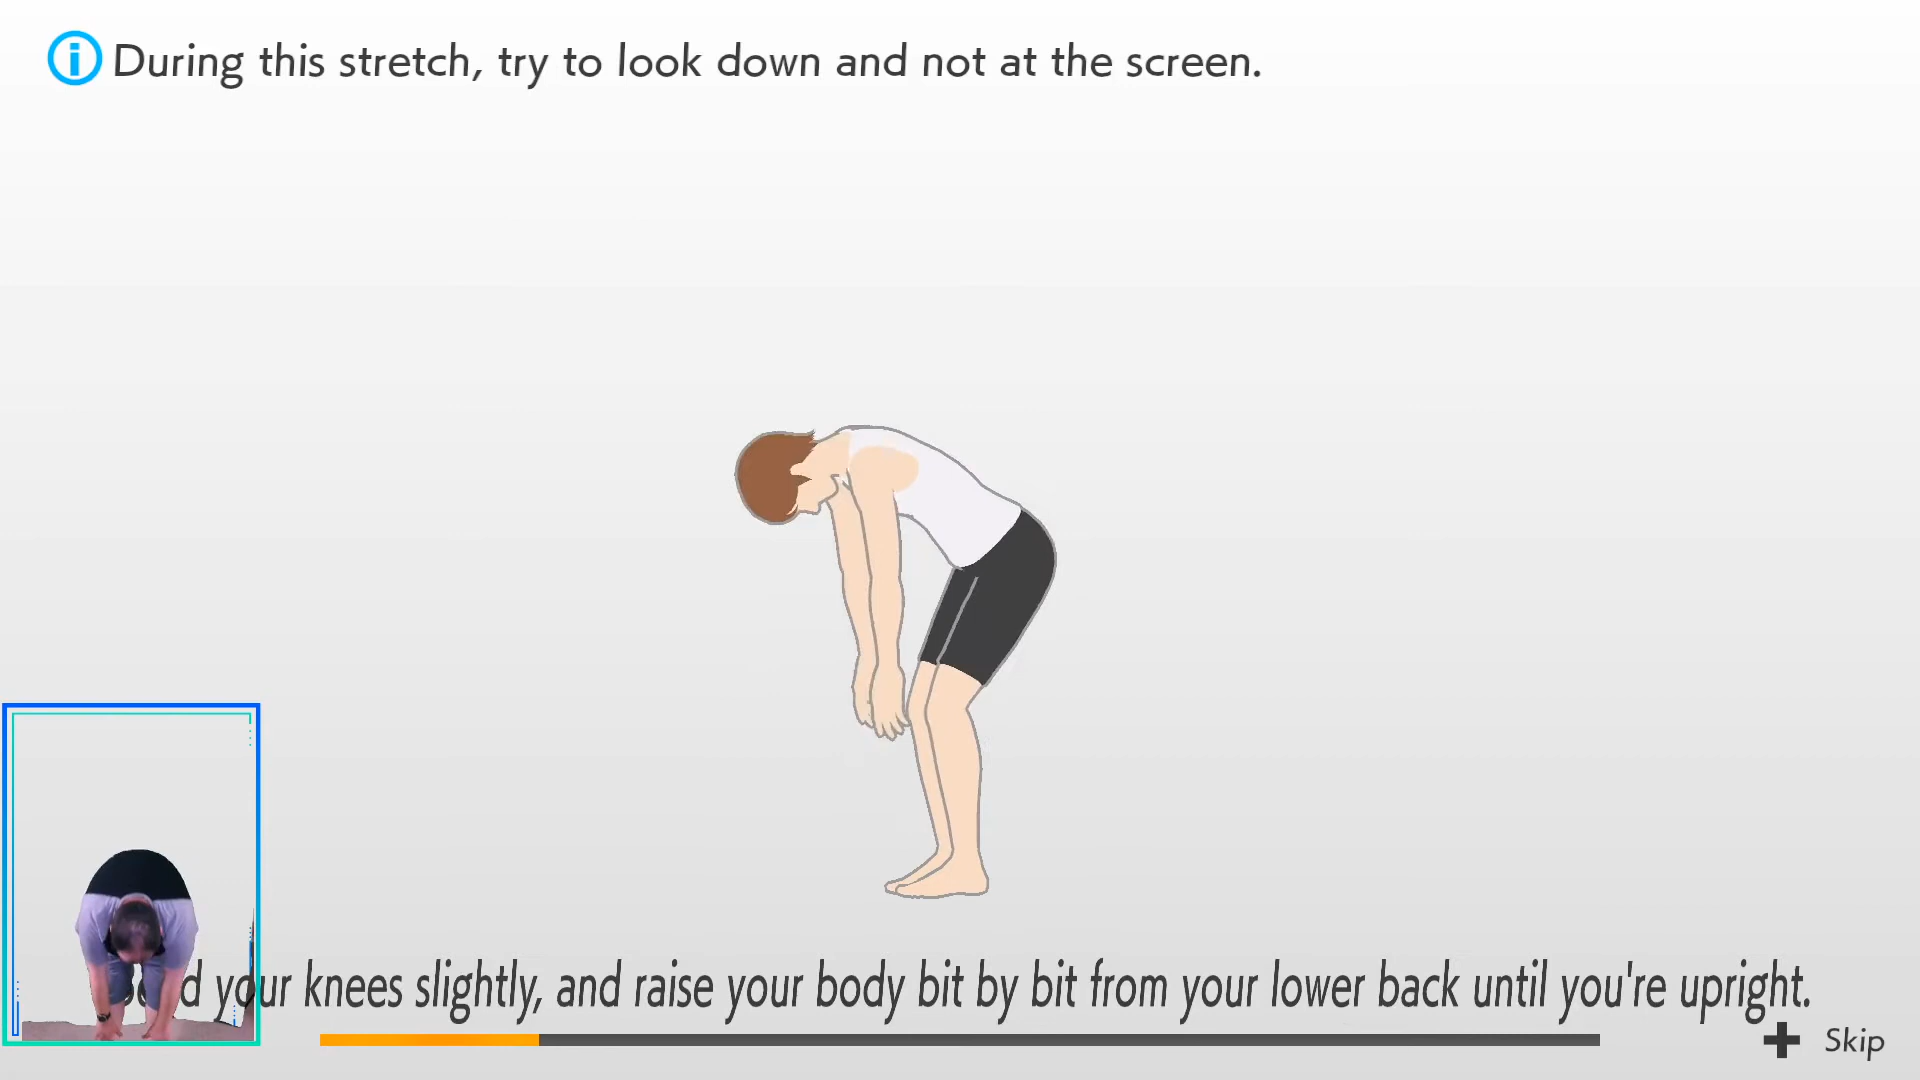 During this stretch, try to look down and not at the screen.
your knees slightly, and raise your body bit by bit from your lower back until you're upright.
Skip